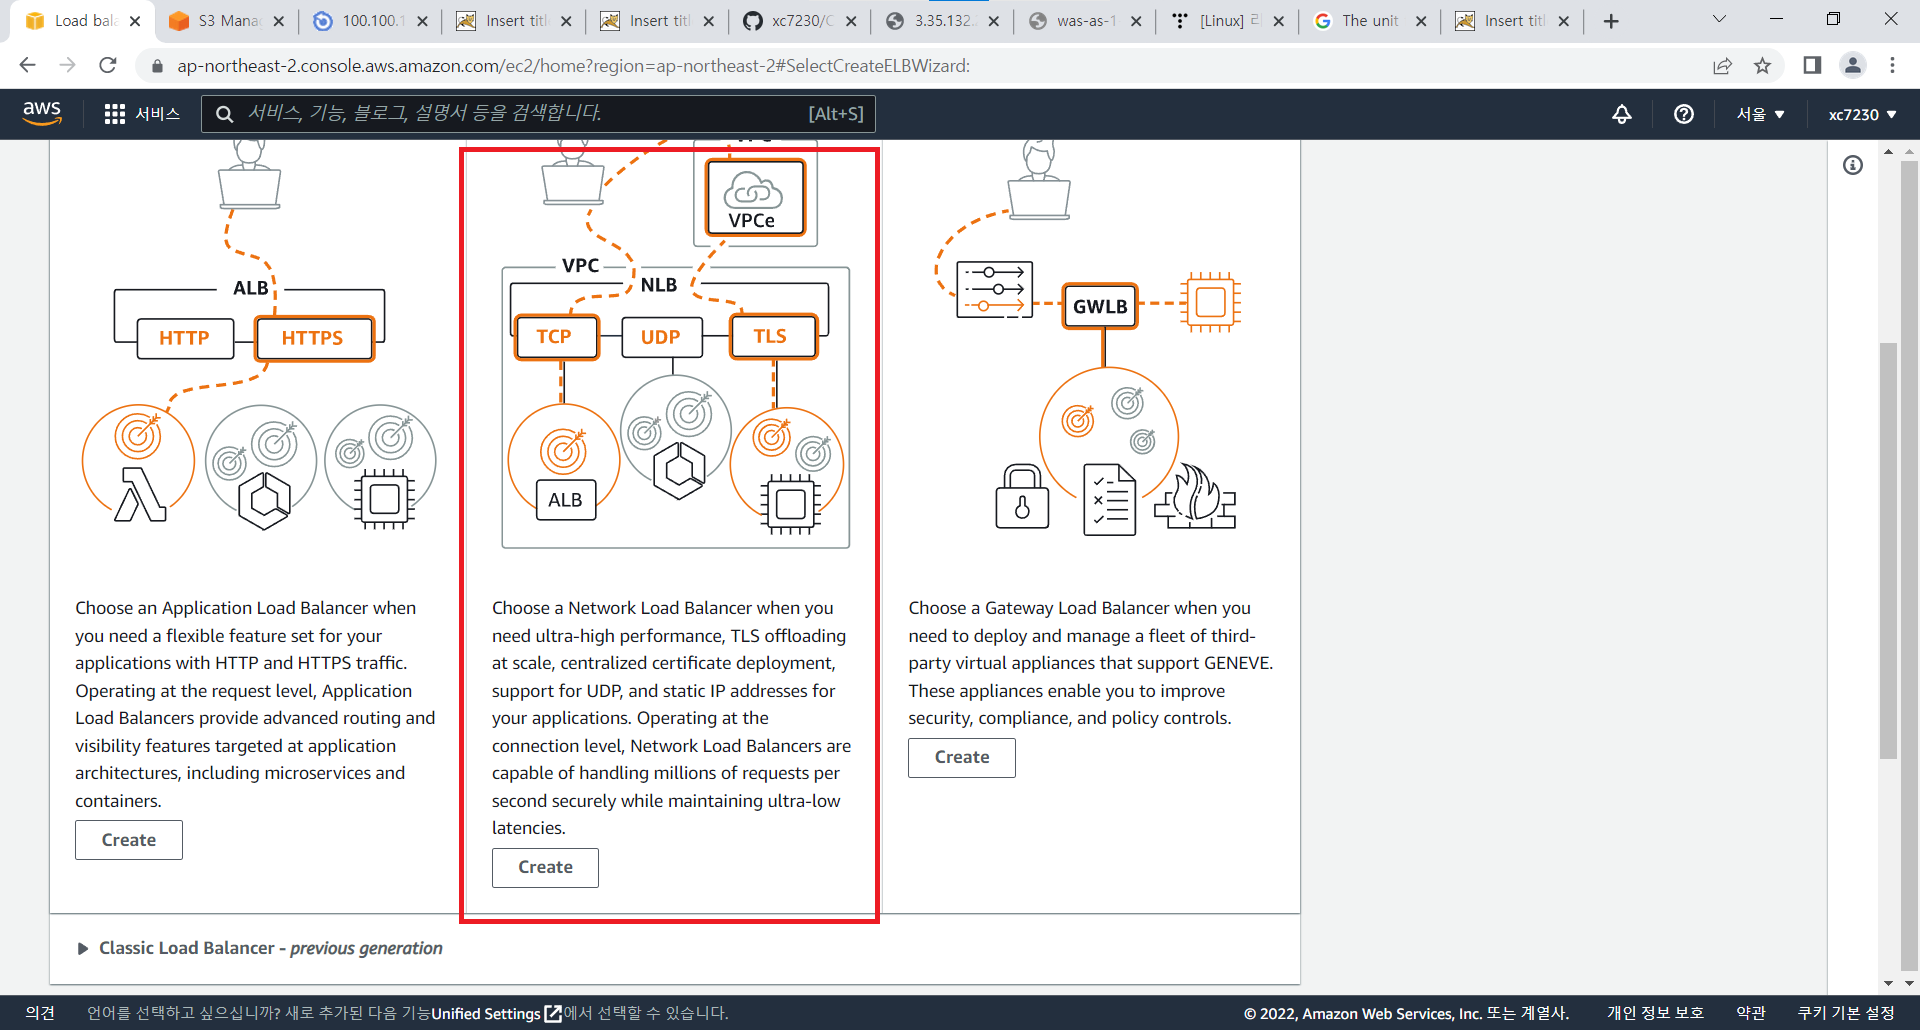 Load bala
S3 Mana
100.100.1
Insert titl
Insert titl
xc7230/C
3.35.132.
was-as-1
[Linux] 리
The unit
Insert titl
ap-northeast-2.console.aws.amazon.com/ec2/home?region=ap-northeast-2#SelectCreateELBWizard:
aws
서비스
서비스, 기능, 블로그, 설명서 등을 검색합니다.
[Alt+S]
서울
xc7230
ALB
HTTP
HTTPS
VPCe
VPC
NLB
TCP
UDP
TLS
ALB
GWLB
Choose an Application Load Balancer when
you need a flexible feature set for your
applications with HTTP and HTTPS traffic.
Operating at the request level, Application
Load Balancers provide advanced routing and
visibility features targeted at application
architectures, including microservices and
containers.
Create
Choose a Network Load Balancer when you
need ultra-high performance, TLS offloading
at scale, centralized certificate deployment,
support for UDP, and static IP addresses for
your applications. Operating at the
connection level, Network Load Balancers are
capable of handling millions of requests per
second securely while maintaining ultra-low
latencies.
Create
Choose a Gateway Load Balancer when you
need to deploy and manage a fleet of third-
party virtual appliances that support GENEVE.
These appliances enable you to improve
security, compliance, and policy controls.
Create
Classic Load Balancer - previous generation
의견
언어를 선택하고 싶으십니까? 새로 추가된 다음 기능Unified Settings에서 선택할 수 있습니다.
© 2022, Amazon Web Services, Inc. 또는 계열사.
개인 정보 보호
약관
쿠키 기본 설정